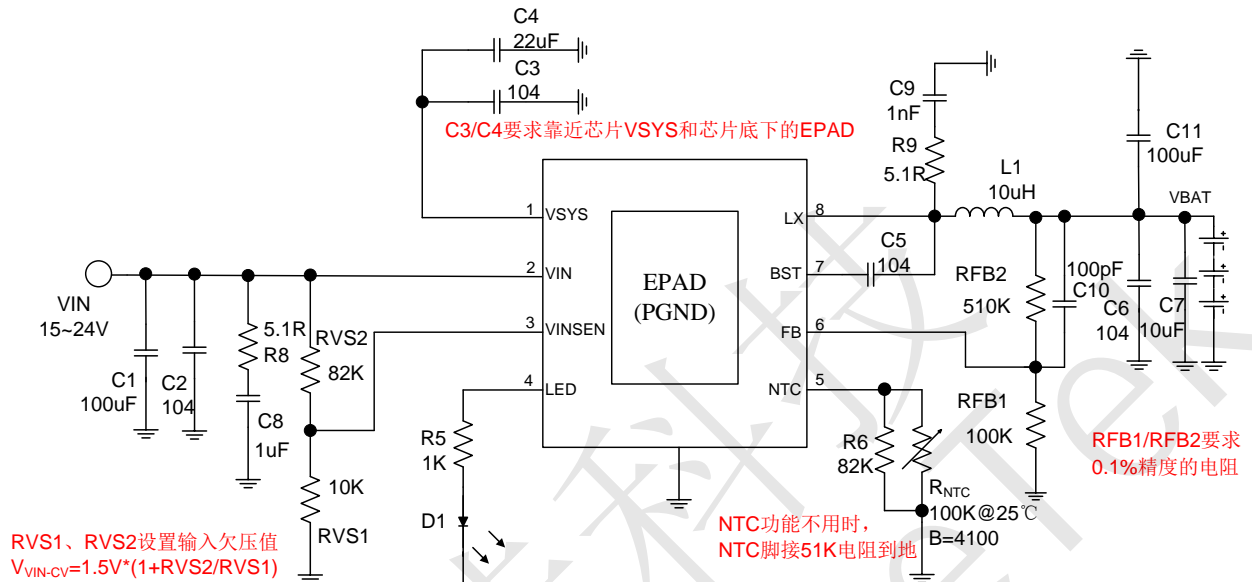 C4
22uF
C3
104
C3/C4要求靠近芯片VSYS和芯片底下的EPAD
C9
1nF
R9
5.1R
L1
10uH
C11
100uF
VBAT
1 VSYS
LX 8
C5
104
VIN
15~24V
2 VIN
EPAD
(PGND)
BST 7
RFB2
510K
100pF
C10
C6
104
C7
10uF
+
-
+
-
+
-
5.1R
R8
RVS2
82K
3 VINSEN
FB 6
C1
100uF
C2
104
C8
1uF
4 LED
NTC 5
R5
1K
R6
82K
RFB1
100K
RFB1/RFB2要求
0.1%精度的电阻
10K
RVS1
D1
RNTC
100K@25℃
B=4100
NTC功能不用时，
NTC脚接51K电阻到地
RVS1、RVS2设置输入欠压值
VVIN-CV=1.5V*(1+RVS2/RVS1)
科技
eTek